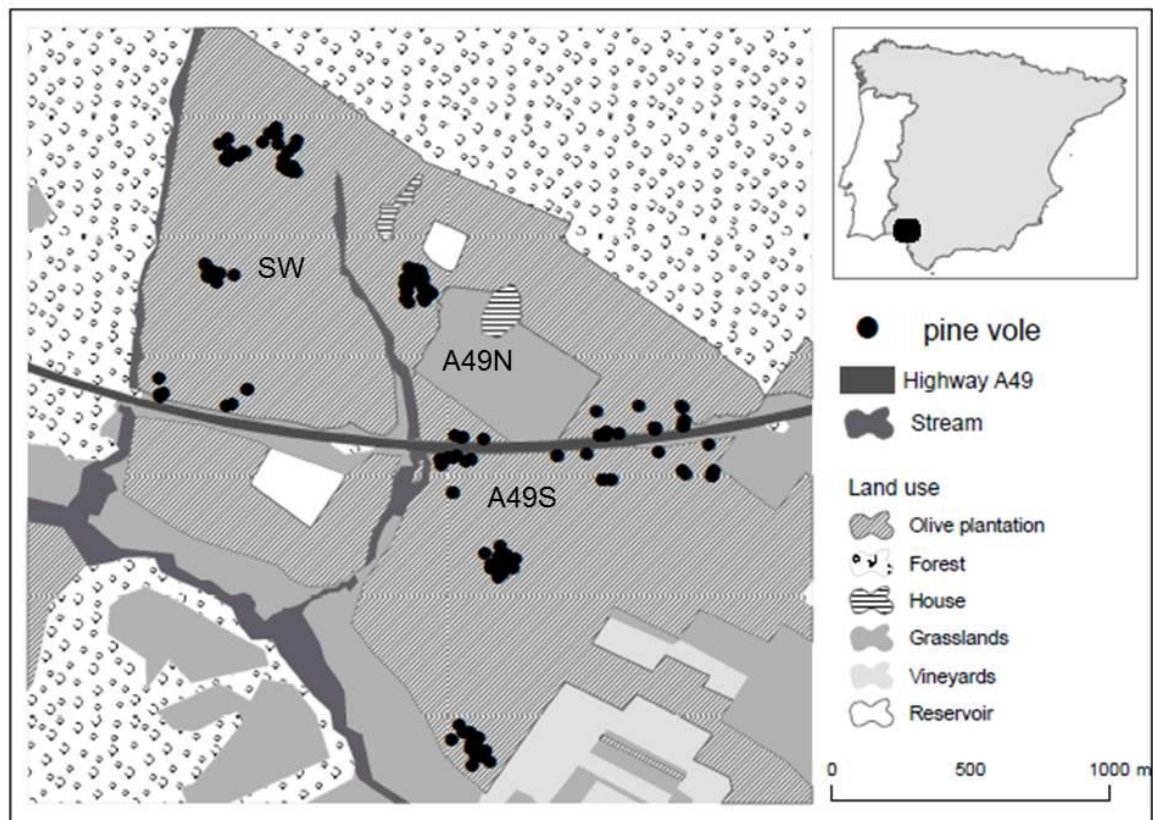 SW
A49N
A49S
pine vole
Highway A49
Stream
Land use
Olive plantation
Forest
House
Grasslands
Vineyards
Reservoir
0 500 1000 m